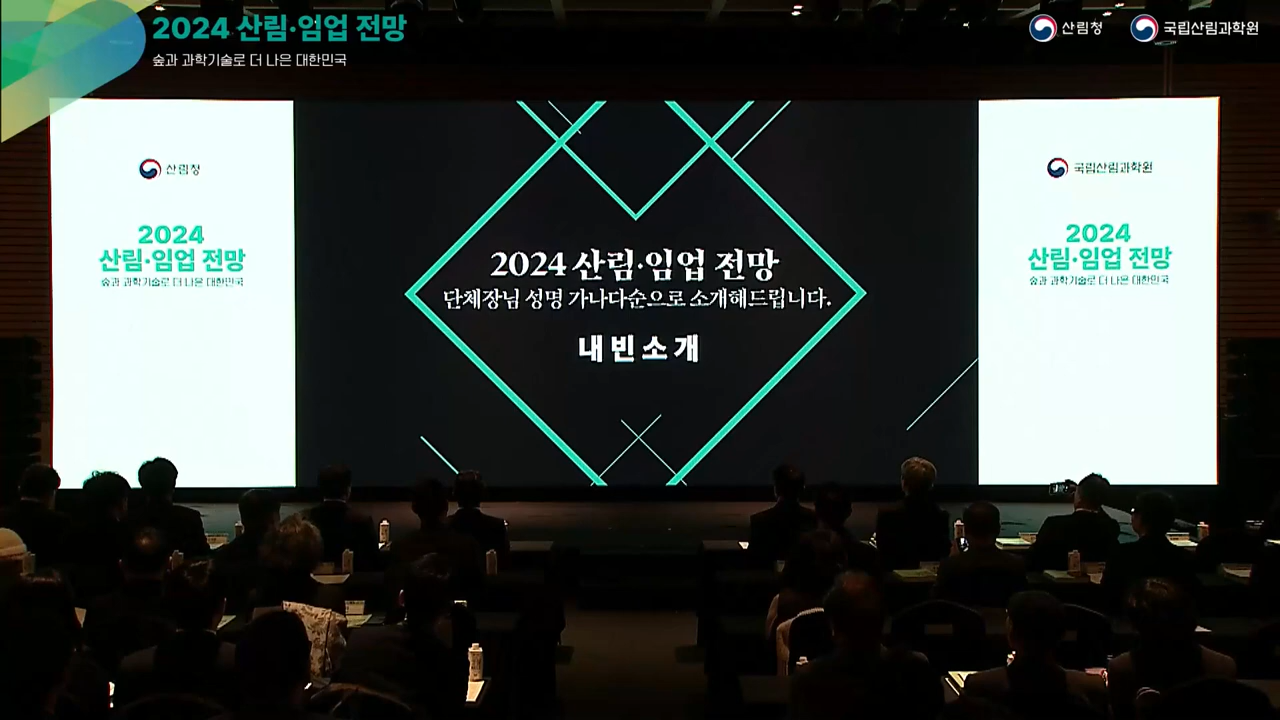 2024 산림·임업 전망
숲과 과학기술로 더 나은 대한민국
산림청
국립산림과학원
산림청
2024
산림·임업 전망
숲과 과학기술로 더 나은 대한민국
2024 산림·임업 전망
단체장님 성명 가나다순으로 소개해드립니다.
내빈소개
국립산림과학원
2024
산림·임업 전망
숲과 과학기술로 더 나은 대한민국